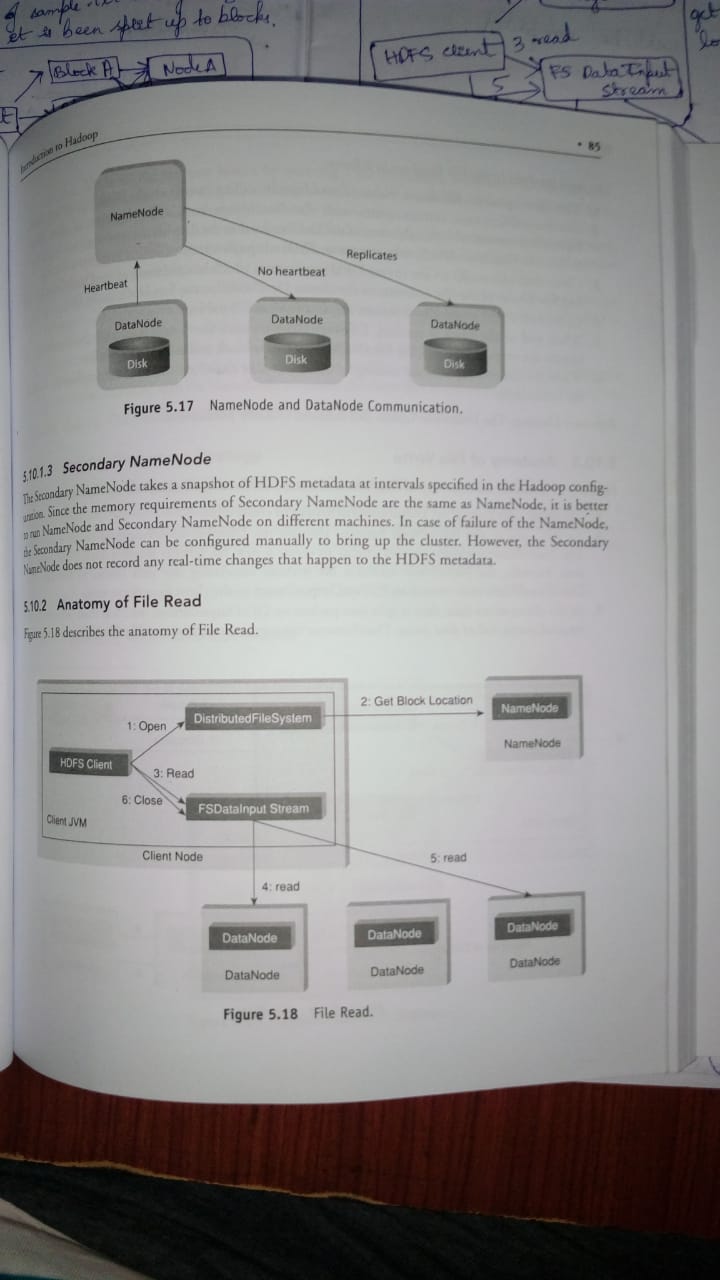 of sample
et is been split up to blocks.
Block A
Node A
HDFS client
3 read
5
FS Data Input
Stream
get
Introduction to Hadoop
• 85
NameNode
Replicates
No heartbeat
Heartbeat
DataNode
DataNode
DataNode
Disk
Disk
Disk
Figure 5.17 NameNode and DataNode Communication.
5.10.1.3 Secondary NameNode
The Secondary NameNode takes a snapshot of HDFS metadata at intervals specified in the Hadoop config-
uration. Since the memory requirements of Secondary NameNode are the same as NameNode, it is better
to run NameNode and Secondary NameNode on different machines. In case of failure of the NameNode,
the Secondary NameNode can be configured manually to bring up the cluster. However, the Secondary
NameNode does not record any real-time changes that happen to the HDFS metadata.
5.10.2 Anatomy of File Read
Figure 5.18 describes the anatomy of File Read.
2: Get Block Location
NameNode
DistributedFileSystem
1: Open
NameNode
HDFS Client
3: Read
6: Close
FSDataInput Stream
Client JVM
Client Node
5: read
4: read
DataNode
DataNode
DataNode
DataNode
DataNode
DataNode
Figure 5.18 File Read.